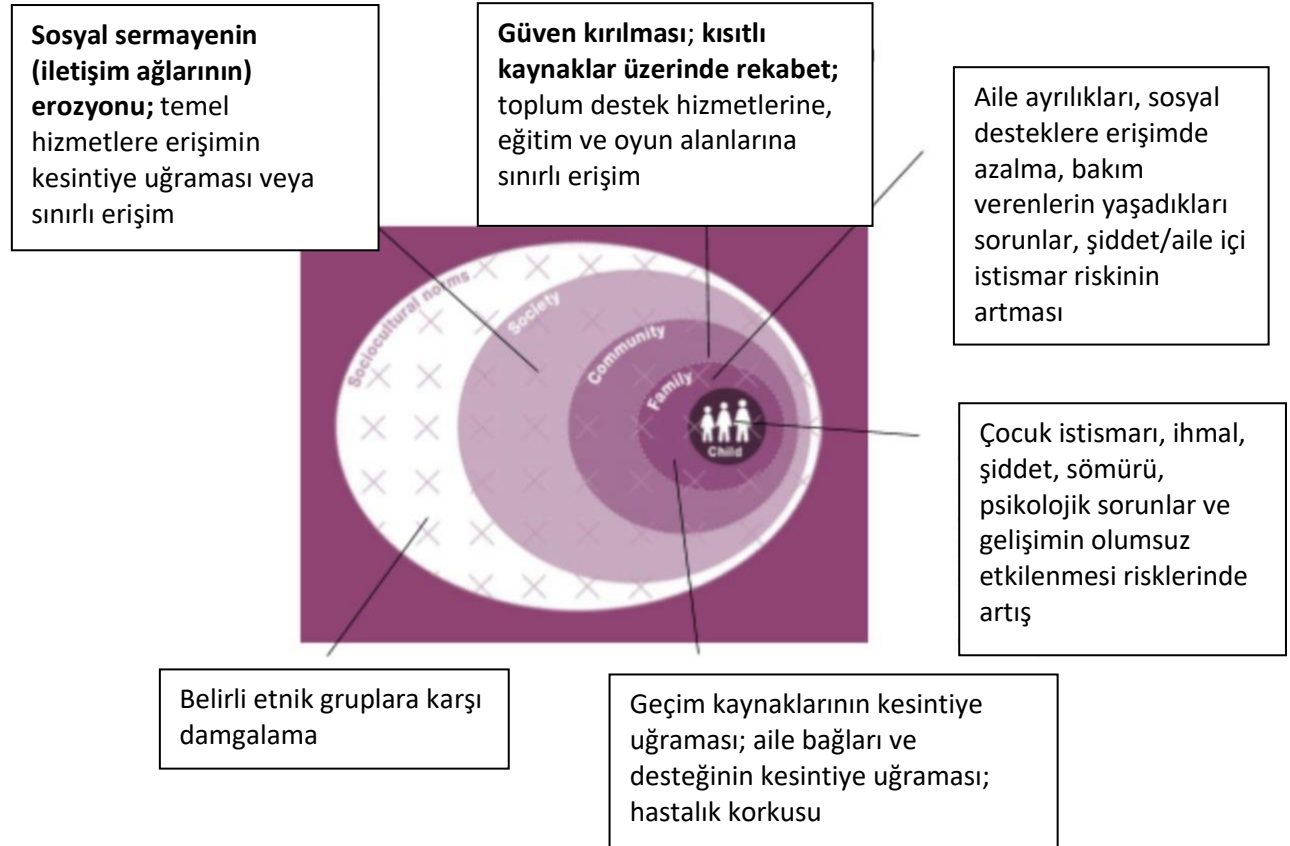 Sosyal sermayenin
(iletişim ağlarının)
erozyonu; temel
hizmetlere erişimin
kesintiye uğraması veya
sınırlı erişim
Güven kırılması; kısıtlı
kaynaklar üzerinde rekabet;
toplum destek hizmetlerine,
eğitim ve oyun alanlarına
sınırlı erişim
Aile ayrılıkları, sosyal
desteklere erişimde
azalma, bakım
verenlerin yaşadıkları
sorunlar, şiddet/aile içi
istismar riskinin
artması
Sociocultural norms
Society
Community
Family
Child
Çocuk istismarı, ihmal,
şiddet, sömürü,
psikolojik sorunlar ve
gelişimin olumsuz
etkilenmesi risklerinde
artış
Belirli etnik gruplara karşı
damgalama
Geçim kaynaklarının kesintiye
uğraması; aile bağları ve
desteğinin kesintiye uğraması;
hastalık korkusu